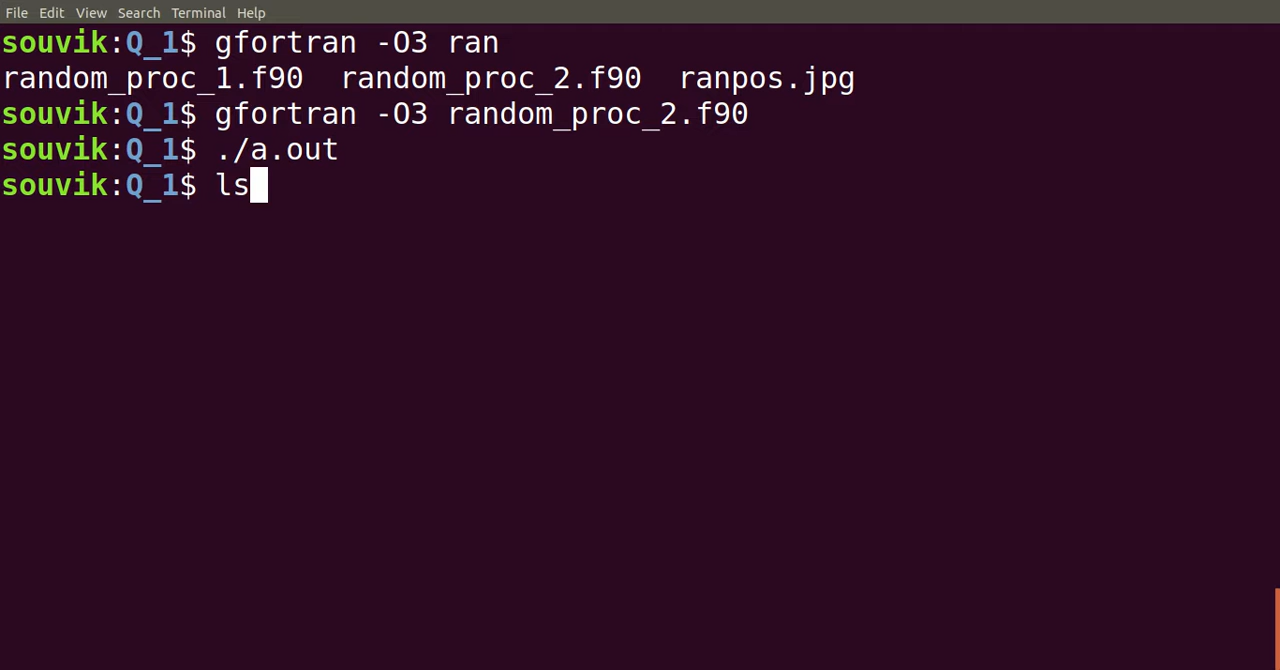 File Edit View Search Terminal Help
souvik:Q_1$ gfortran -O3 ran
random_proc_1.f90  random_proc_2.f90  ranpos.jpg
souvik:Q_1$ gfortran -O3 random_proc_2.f90
souvik:Q_1$ ./a.out
souvik:Q_1$ ls